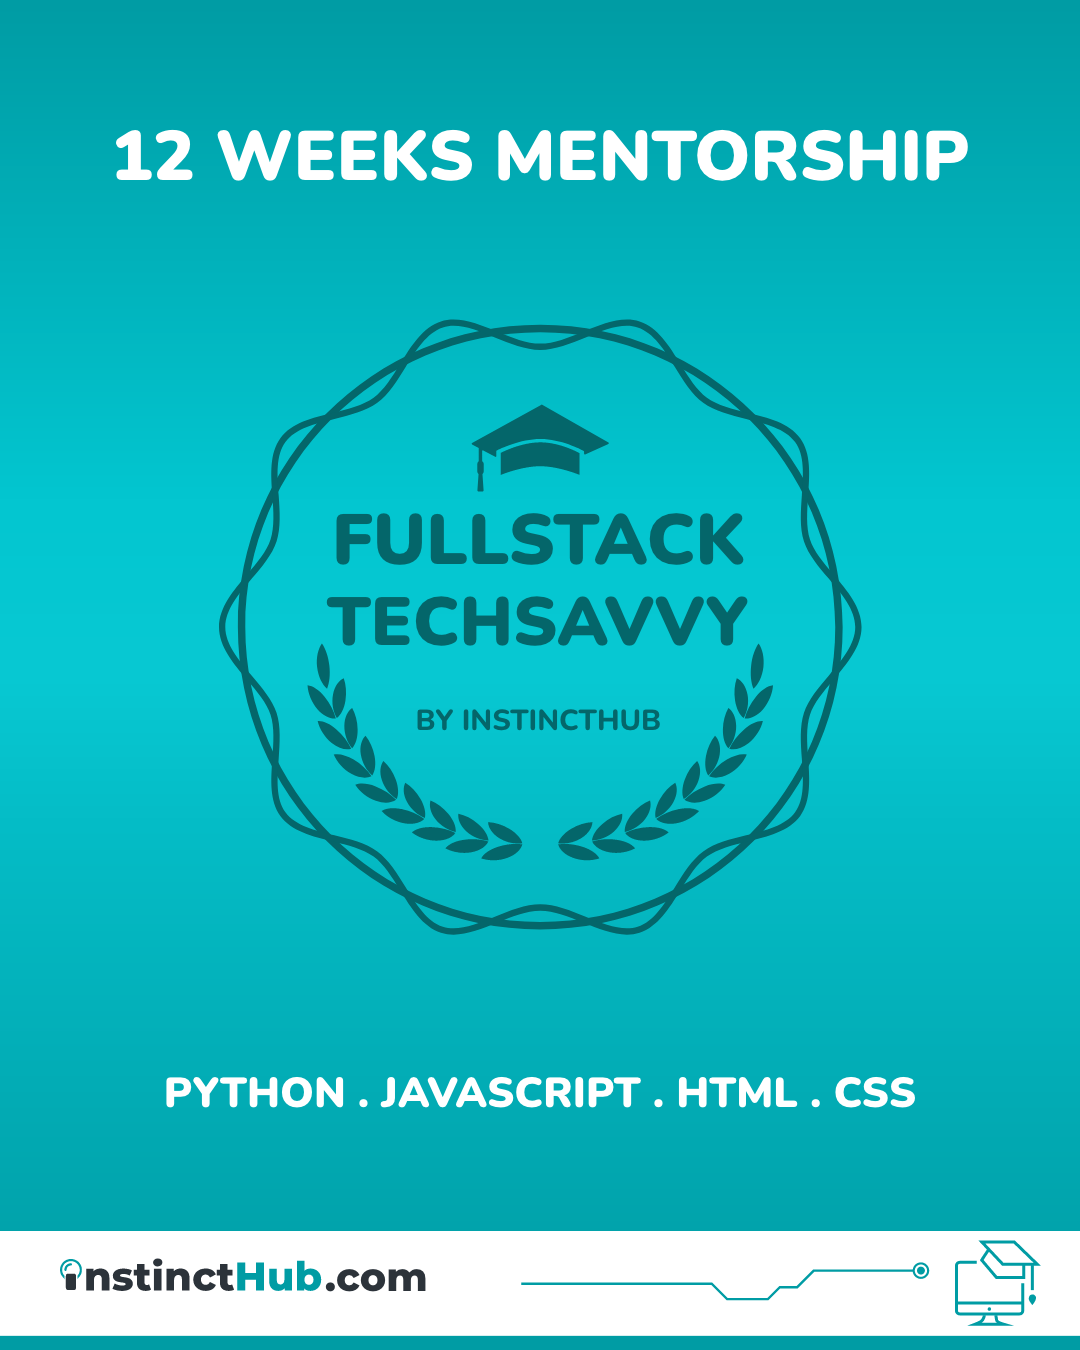 12 WEEKS MENTORSHIP
FULLSTACK
TECHSAVVY
BY INSTINCTHUB
PYTHON . JAVASCRIPT . HTML . CSS
instinctHub.com